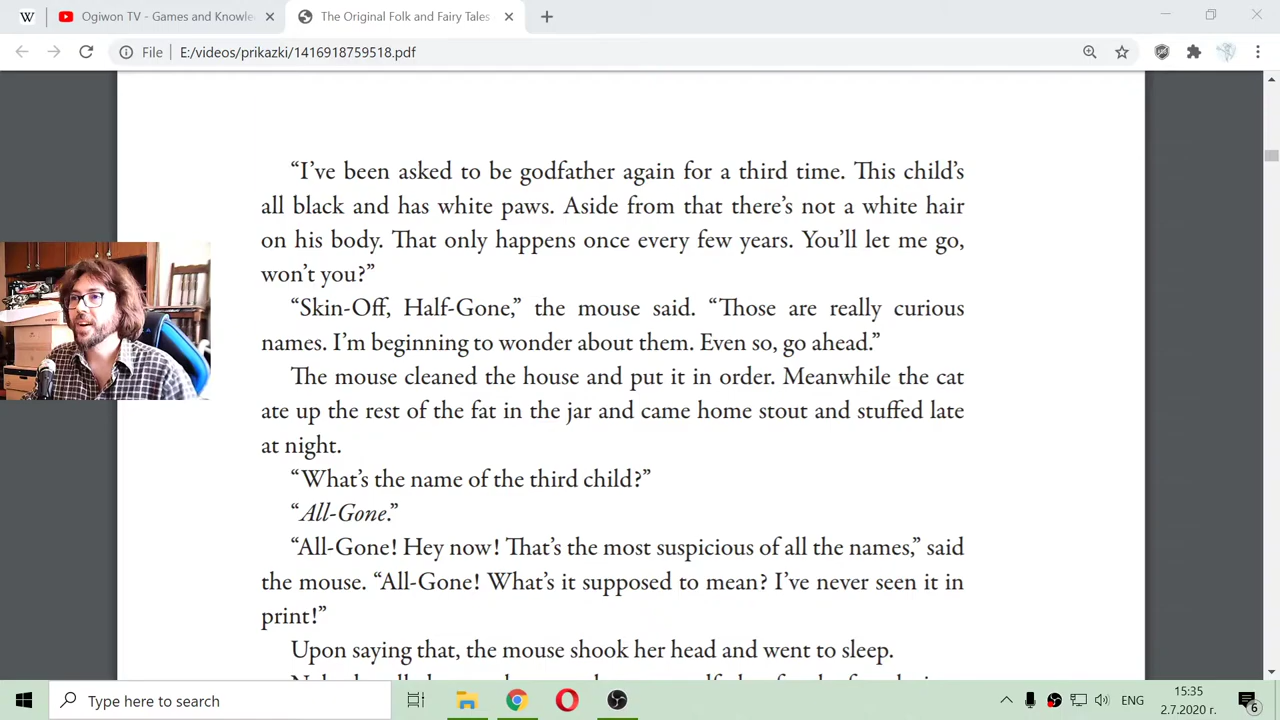 W
Ogiwon TV - Games and Knowle
The Original Folk and Fairy Tales
File | E:/videos/prikazki/1416918759518.pdf
“I’ve been asked to be godfather again for a third time. This child’s
all black and has white paws. Aside from that there’s not a white hair
on his body. That only happens once every few years. You’ll let me go,
won’t you?”
“Skin-Off, Half-Gone,” the mouse said. “Those are really curious
names. I’m beginning to wonder about them. Even so, go ahead.”
The mouse cleaned the house and put it in order. Meanwhile the cat
ate up the rest of the fat in the jar and came home stout and stuffed late
at night.
“What’s the name of the third child?”
“All-Gone.”
“All-Gone! Hey now! That’s the most suspicious of all the names,” said
the mouse. “All-Gone! What’s it supposed to mean? I’ve never seen it in
print!”
Upon saying that, the mouse shook her head and went to sleep.
Type here to search
ЕНГ
15:35
2.7.2020 г.
6